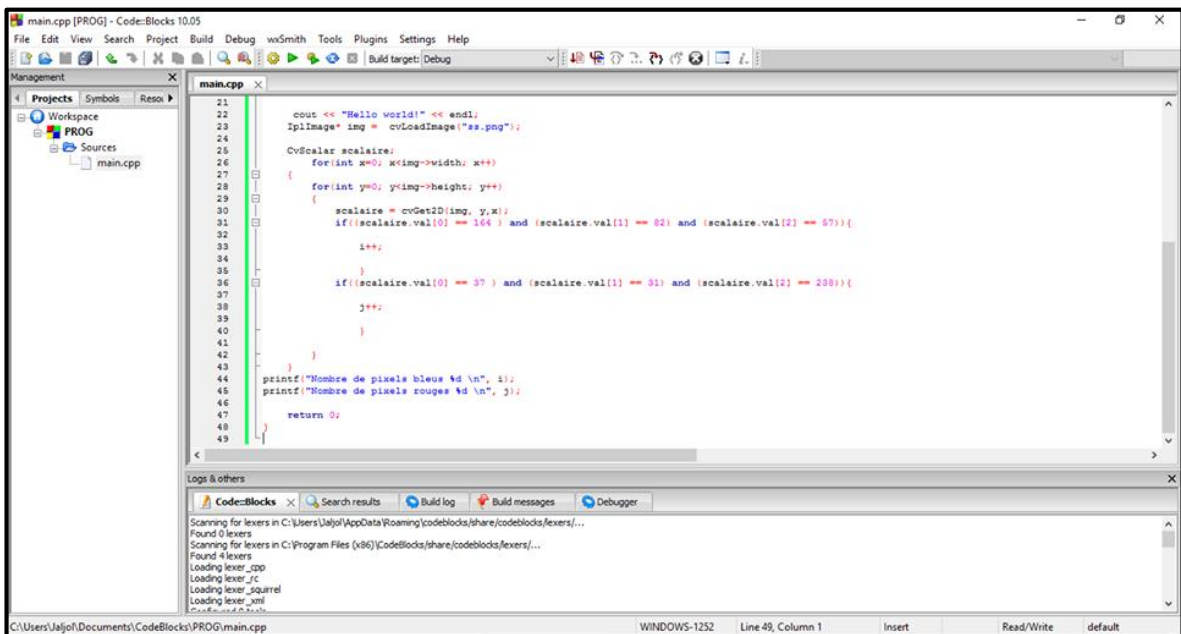 main.cpp [PROG] - Code::Blocks 10.05
File Edit View Search Project Build Debug wxSmith Tools Plugins Settings Help
Build target: Debug
Management
main.cpp
Projects Symbols Resou
Workspace
PROG
Sources
main.cpp
21
22 cout << "Hello world!" << endl;
23 IplImage* img = cvLoadImage("ss.png");
24
25 CvScalar scalaire;
26 for(int x=0; x<img->width; x++)
27 {
28 for(int y=0; y<img->height; y++)
29 {
30 scalaire = cvGet2D(img, y,x);
31 if((scalaire.val[0] == 164 ) and (scalaire.val[1] == 82) and (scalaire.val[2] == 57)){
32
33 i++;
34
35 }
36 if((scalaire.val[0] == 37 ) and (scalaire.val[1] == 31) and (scalaire.val[2] == 238)){
37
38 j++;
39
40 }
41
42 }
43 }
44 printf("Nombre de pixels bleus %d \n", i);
45 printf("Nombre de pixels rouges %d \n", j);
46
47 return 0;
48 }
49
Logs & others
Code::Blocks Search results Build log Build messages Debugger
Scanning for lexers in C:\Users\Jaljol\AppData\Roaming\codeblocks/share/codeblocks/lexers/...
Found 0 lexers
Scanning for lexers in C:\Program Files (x86)\CodeBlocks/share/codeblocks/lexers/...
Found 4 lexers
Loading lexer_cpp
Loading lexer_rc
Loading lexer_squirrel
Loading lexer_xml
C:\Users\Jaljol\Documents\CodeBlocks\PROG\main.cpp WINDOWS-1252 Line 49, Column 1 Insert Read/Write default